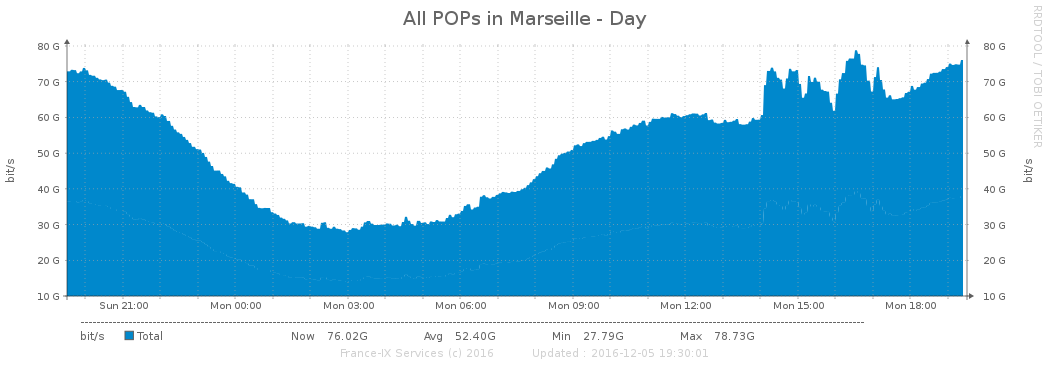 All POPs in Marseille - Day
RRDTOOL / TOBI OETIKER
bit/s
80 G
70 G
60 G
50 G
40 G
30 G
20 G
10 G
80 G
70 G
60 G
50 G
40 G
30 G
20 G
10 G
bit/s
Sun 21:00 Mon 00:00 Mon 03:00 Mon 06:00 Mon 09:00 Mon 12:00 Mon 15:00 Mon 18:00
bit/s Total Now 76.02G Avg 52.40G Min 27.79G Max 78.73G
France-IX Services (c) 2016 Updated : 2016-12-05 19:30:01